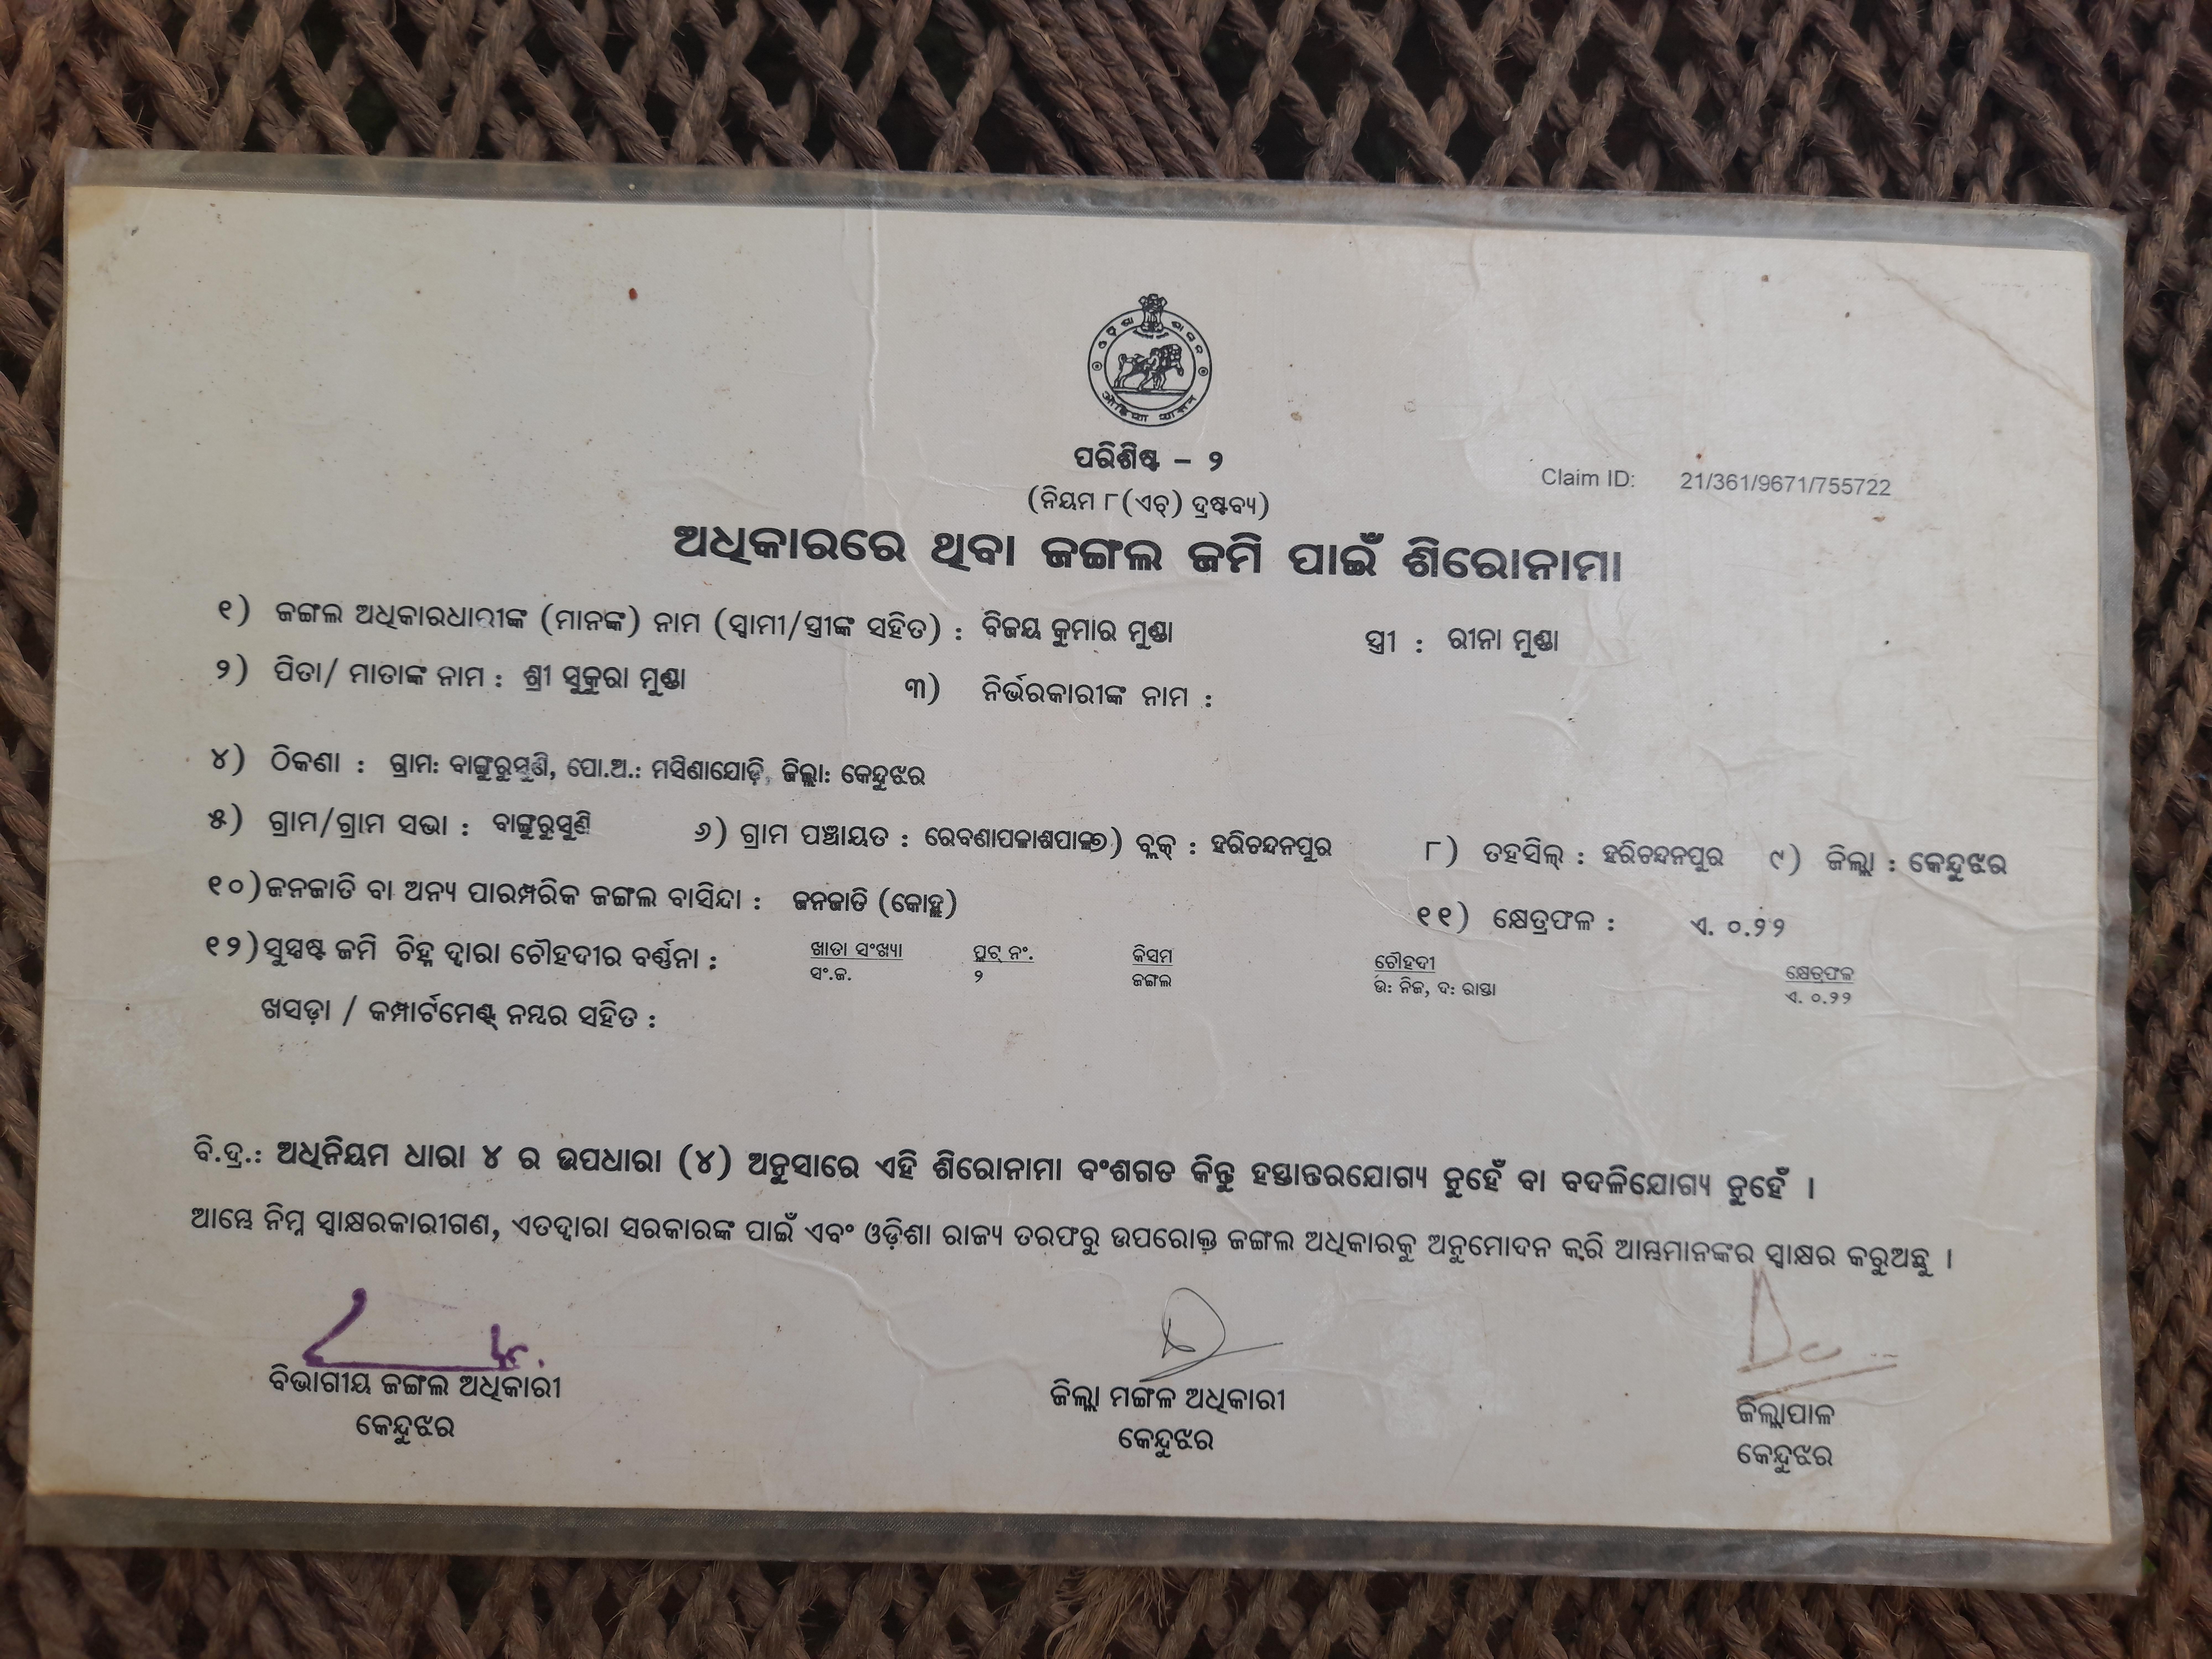 ପରିଶିଷ୍ଟ – ୨
Claim ID: 21/361/9671/755722
(ନିୟମ ୮(ଏଚ୍) ଦ୍ରଷ୍ଟବ୍ୟ)
ଅଧିକାରରେ ଥିବା ଜଙ୍ଗଲ ଜମି ପାଇଁ ଶିରୋନାମା
୧) ଜଙ୍ଗଲ ଅଧିକାରଧାରୀଙ୍କ (ମାନଙ୍କ) ନାମ (ସ୍ୱାମୀ/ସ୍ତ୍ରୀଙ୍କ ସହିତ) : ବିଜୟ କୁମାର ମୁଣ୍ଡା ସ୍ତ୍ରୀ : ରୀନା ମୁଣ୍ଡା
୨) ପିତା/ ମାତାଙ୍କ ନାମ : ଶ୍ରୀ ସୁକୁରା ମୁଣ୍ଡା ୩) ନିର୍ଭରକାରୀଙ୍କ ନାମ :
୪) ଠିକଣା : ଗ୍ରାମ: ବାଙ୍କୁରୁସୁଣି, ପୋ.ଅ.: ମସିଣାଯୋଡ଼ି, ଜିଲ୍ଲା: କେନ୍ଦୁଝର
୫) ଗ୍ରାମ/ଗ୍ରାମ ସଭା : ବାଙ୍କୁରୁସୁଣି ୬) ଗ୍ରାମ ପଞ୍ଚାୟତ : ରେବଣାପଳାଶପାଳ ୭) ବ୍ଲକ୍ : ହରିଚନ୍ଦନପୁର ୮) ତହସିଲ୍ : ହରିଚନ୍ଦନପୁର ୯) ଜିଲ୍ଲା : କେନ୍ଦୁଝର
୧୦) ଜନଜାତି ବା ଅନ୍ୟ ପାରମ୍ପରିକ ଜଙ୍ଗଲ ବାସିନ୍ଦା : ଜନଜାତି (କୋହ୍ଲ) ୧୧) କ୍ଷେତ୍ରଫଳ : ଏ. ୦.୨୨
୧୨) ସୁସ୍ପଷ୍ଟ ଜମି ଚିହ୍ନ ଦ୍ୱାରା ଚୌହଦୀର ବର୍ଣ୍ଣନା : ଖାତା ସଂଖ୍ୟା ପ୍ଲଟ୍ ନଂ. କିସମ ଚୌହଦୀ କ୍ଷେତ୍ରଫଳ
ସଂ.ଜ. ୨ ଜଙ୍ଗଲ ଉ: ନିଜ, ଦ: ରାସ୍ତା ଏ. ୦.୨୨
ଖସଡ଼ା / କମ୍ପାର୍ଟମେଣ୍ଟ୍ ନମ୍ବର ସହିତ :
ବି.ଦ୍ର.: ଅଧିନିୟମ ଧାରା ୪ ର ଉପଧାରା (୪) ଅନୁସାରେ ଏହି ଶିରୋନାମା ବଂଶଗତ କିନ୍ତୁ ହସ୍ତାନ୍ତରଯୋଗ୍ୟ ନୁହେଁ ବା ବଦଳିଯୋଗ୍ୟ ନୁହେଁ ।
ଆମ୍ଭେ ନିମ୍ନ ସ୍ୱାକ୍ଷରକାରୀଗଣ, ଏତଦ୍ୱାରା ସରକାରଙ୍କ ପାଇଁ ଏବଂ ଓଡ଼ିଶା ରାଜ୍ୟ ତରଫରୁ ଉପରୋକ୍ତ ଜଙ୍ଗଲ ଅଧିକାରକୁ ଅନୁମୋଦନ କରି ଆମ୍ଭମାନଙ୍କର ସ୍ୱାକ୍ଷର କରୁଅଛୁ ।
ବିଭାଗୀୟ ଜଙ୍ଗଲ ଅଧିକାରୀ ଜିଲ୍ଲା ମଙ୍ଗଳ ଅଧିକାରୀ ଜିଲ୍ଲାପାଳ
କେନ୍ଦୁଝର କେନ୍ଦୁଝର କେନ୍ଦୁଝର